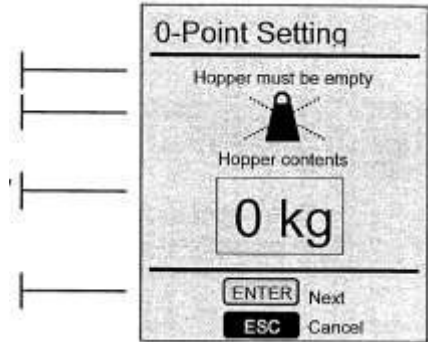 0-Point Setting
Hopper must be empty
Hopper contents
0 kg
ENTER Next
ESC Cancel